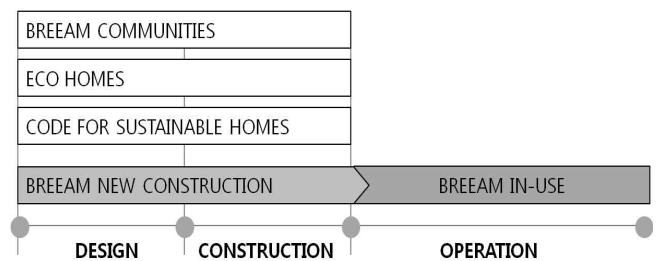 BREEAM COMMUNITIES
ECO HOMES
CODE FOR SUSTAINABLE HOMES
BREEAM NEW CONSTRUCTION
BREEAM IN-USE
DESIGN
CONSTRUCTION
OPERATION